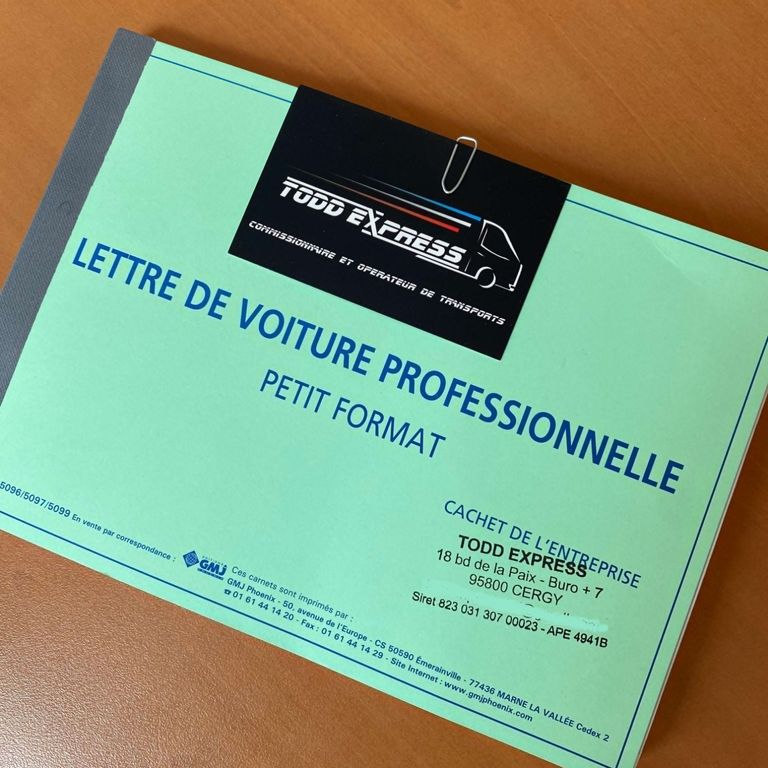 TODD EXPRESS
COMMISSIONNAIRE ET OPERATEUR DE TRANSPORTS
LETTRE DE VOITURE PROFESSIONNELLE
PETIT FORMAT
CACHET DE L'ENTREPRISE
TODD EXPRESS
18 bd de la Paix - Buro + 7
95800 CERGY
Siret 823 031 307 00023 - APE 4941B
5096/5097/5099 En vente par correspondance :
GMJ
Ces carnets sont imprimés par :
GMJ Phoenix - 50, avenue de l'Europe - CS 50590 Émerainville - 77436 MARNE LA VALLÉE Cedex 2
☎ 01 61 44 14 20 - Fax : 01 61 44 14 29 - Site Internet : www.gmjphoenix.com